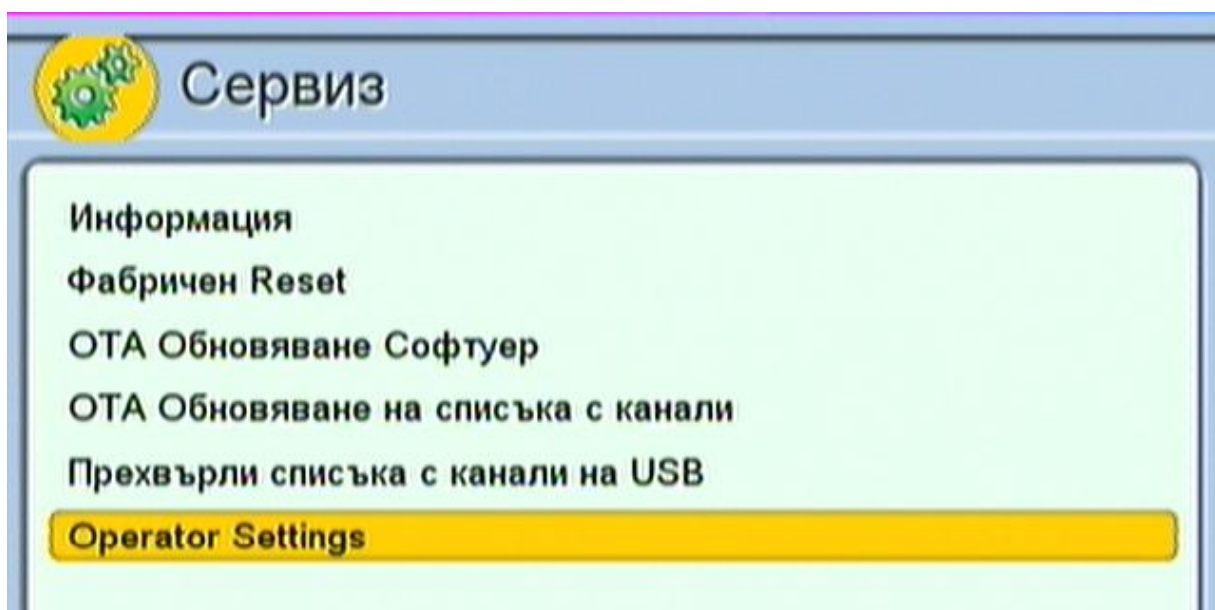 Сервиз
Информация
Фабричен Reset
ОТА Обновяване Софтуер
ОТА Обновяване на списъка с канали
Прехвърли списъка с канали на USB
Operator Settings